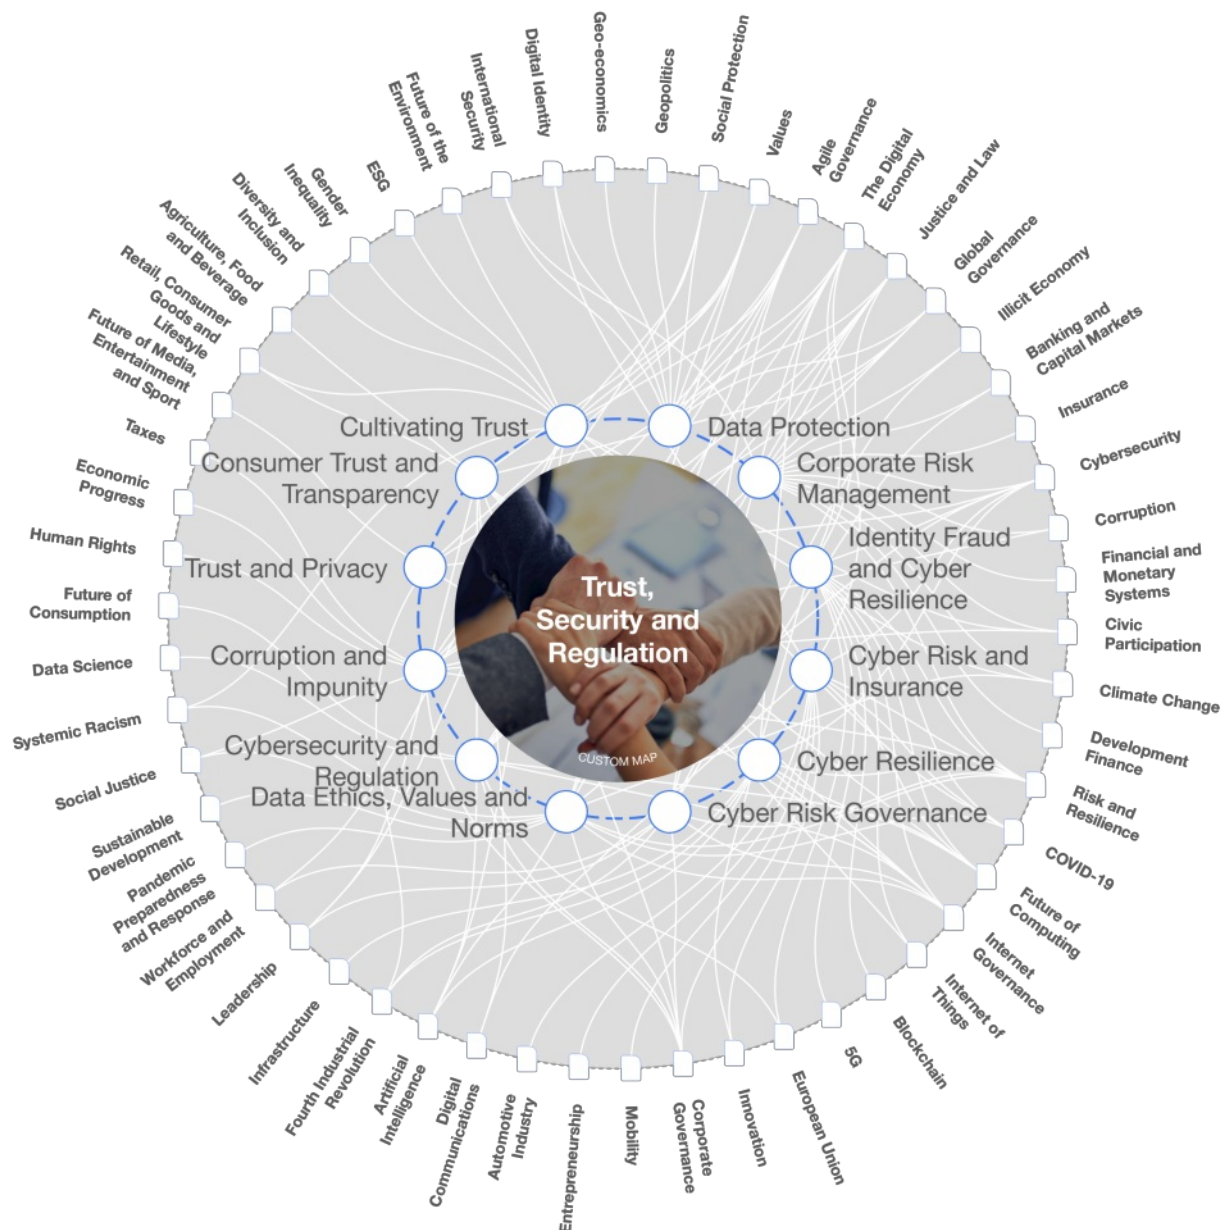 Geo-economics
Geopolitics
Social Protection
Values
Agile
Governance
The Digital
Economy
Justice and Law
Global
Governance
Illicit Economy
Banking and
Capital Markets
Insurance
Cybersecurity
Corruption
Financial and
Monetary
Systems
Civic
Participation
Climate Change
Development
Finance
Risk and
Resilience
COVID-19
Future of
Computing
Internet
Governance
Internet of
Things
Blockchain
5G
European Union
Innovation
Corporate
Governance
Mobility
Entrepreneurship
Automotive
Industry
Digital
Communications
Artificial
Intelligence
Fourth Industrial
Revolution
Infrastructure
Leadership
Workforce and
Employment
Pandemic
Preparedness
and Response
Sustainable
Development
Social Justice
Systemic Racism
Data Science
Future of
Consumption
Human Rights
Economic
Progress
Taxes
Future of Media,
Entertainment
and Sport
Retail, Consumer
Goods and
Lifestyle
Agriculture, Food
and Beverage
Diversity and
Inclusion
Gender
Inequality
ESG
Future of the
Environment
International
Security
Digital Identity
Cultivating Trust
Data Protection
Consumer Trust and
Transparency
Corporate Risk
Management
Trust and Privacy
Identity Fraud
and Cyber
Resilience
Corruption and
Impunity
Cyber Risk and
Insurance
Cybersecurity and
Regulation
Cyber Resilience
Data Ethics, Values and
Norms
Cyber Risk Governance
Trust,
Security and
Regulation
CUSTOM MAP